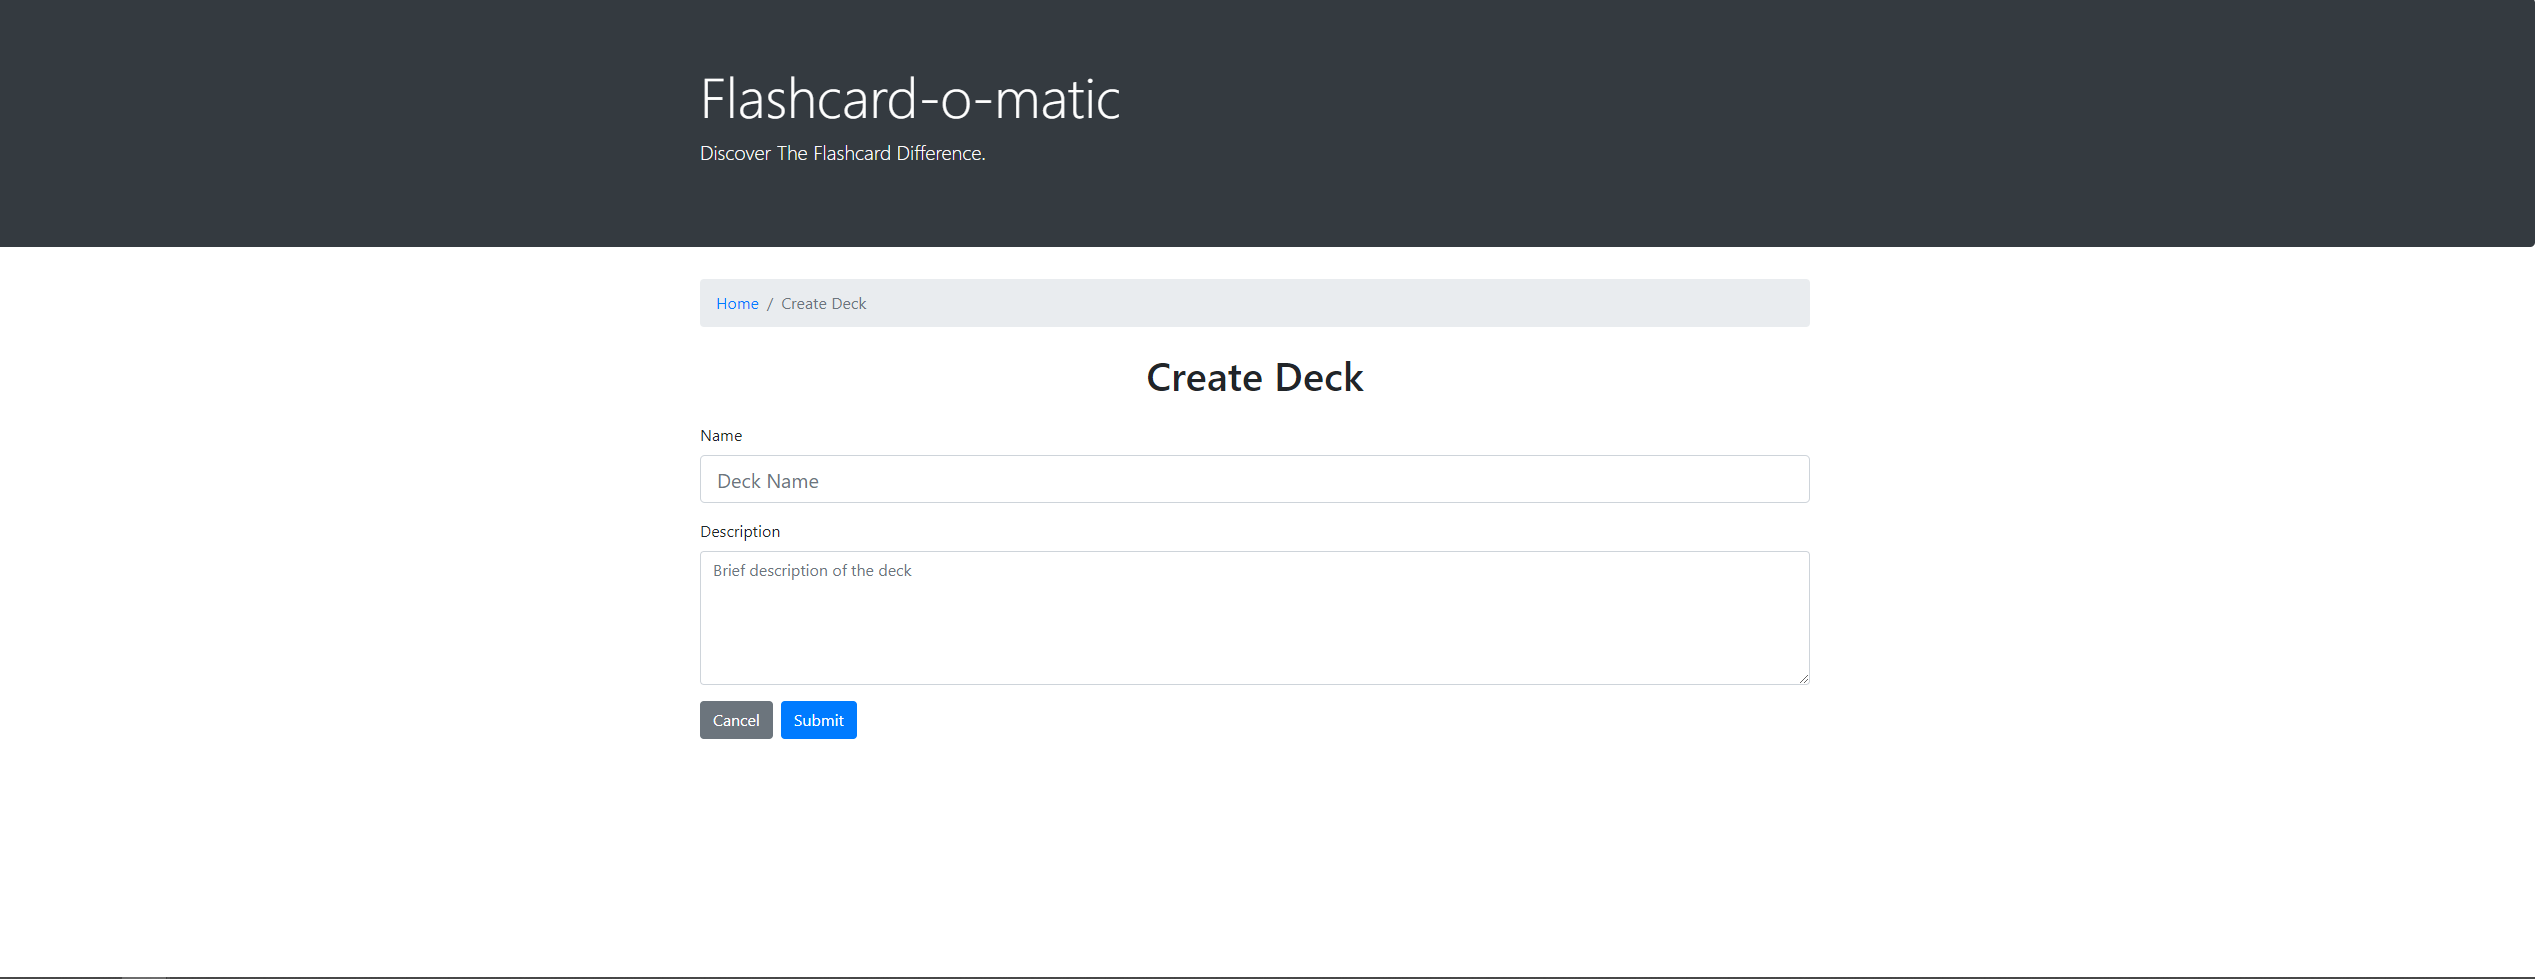 Flashcard-o-matic
Discover The Flashcard Difference.
Home / Create Deck
Create Deck
Name
Deck Name
Description
Brief description of the deck
Cancel Submit